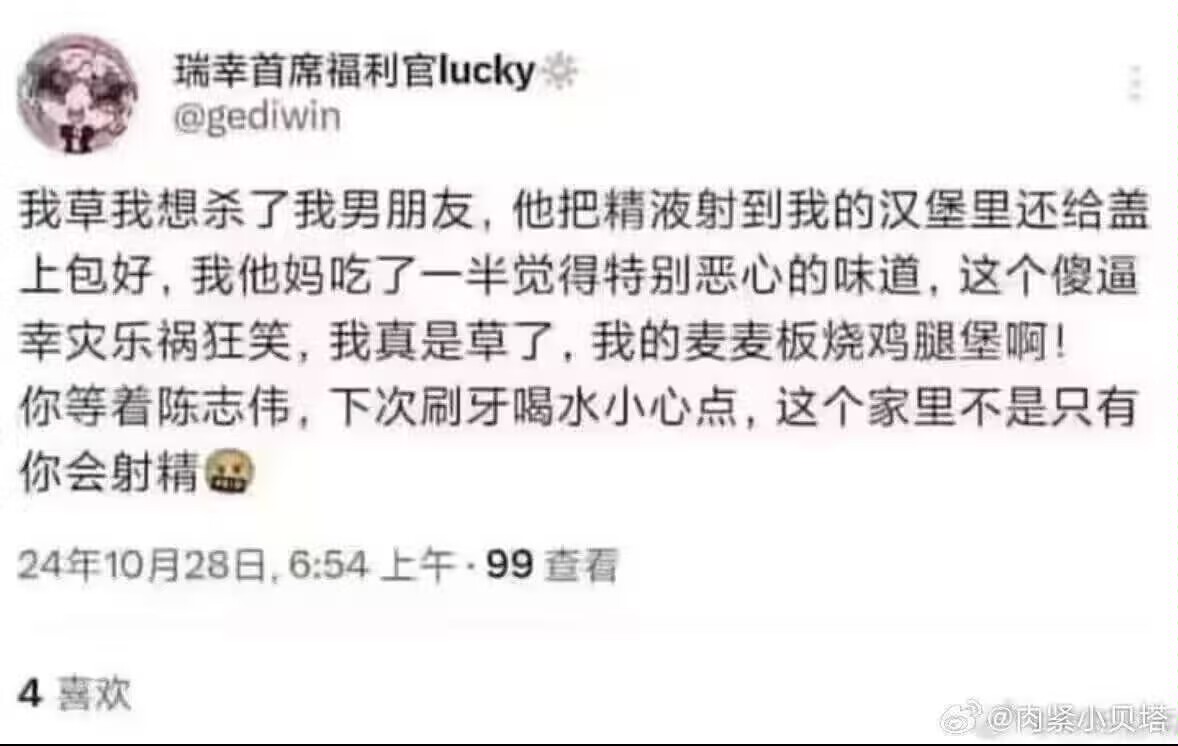 瑞幸首席福利官lucky
@gediwin
我草我想杀了我男朋友，他把精液射到我的汉堡里还给盖
上包好，我他妈吃了一半觉得特别恶心的味道，这个傻逼
幸灾乐祸狂笑，我真是草了，我的麦麦板烧鸡腿堡啊！
你等着陈志伟，下次刷牙喝水小心点，这个家里不是只有
你会射精🤬
24年10月28日, 6:54 上午 · 99 查看
4 喜欢
@肉紧小贝塔